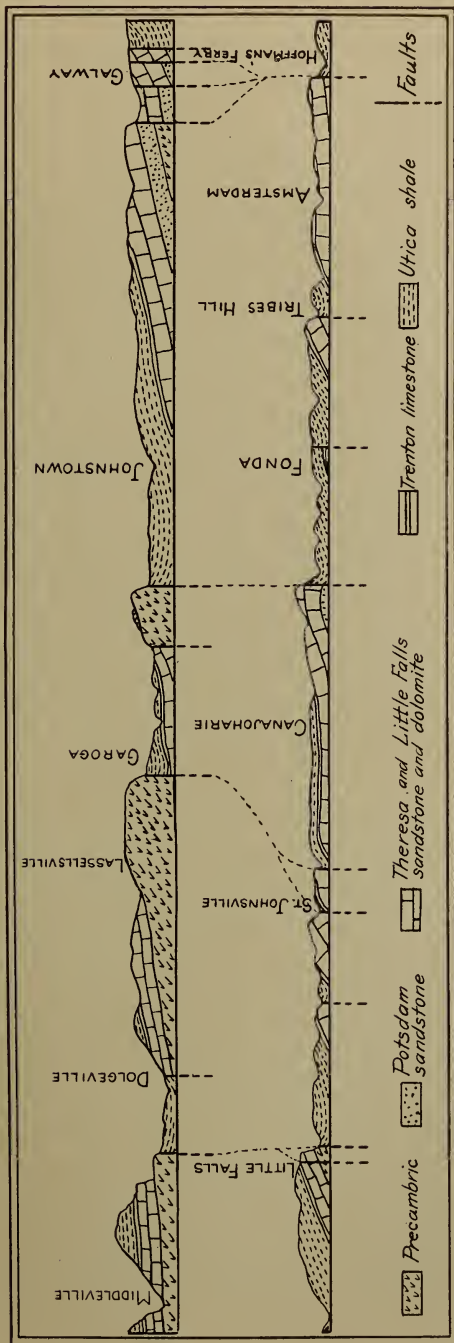 MIDDLEVILLE
DOLGEVILLE
LASSELLSVILLE
GAROGA
JOHNSTOWN
GALWAY
HOFFMANS FERRY
LITTLE FALLS
ST. JOHNSVILLE
CANAJOHARIE
FONDA
TRIBES HILL
AMSTERDAM
Precambric
Potsdam
sandstone
Theresa and Little Falls
sandstone and dolomite
Trenton limestone
Utica shale
Faults